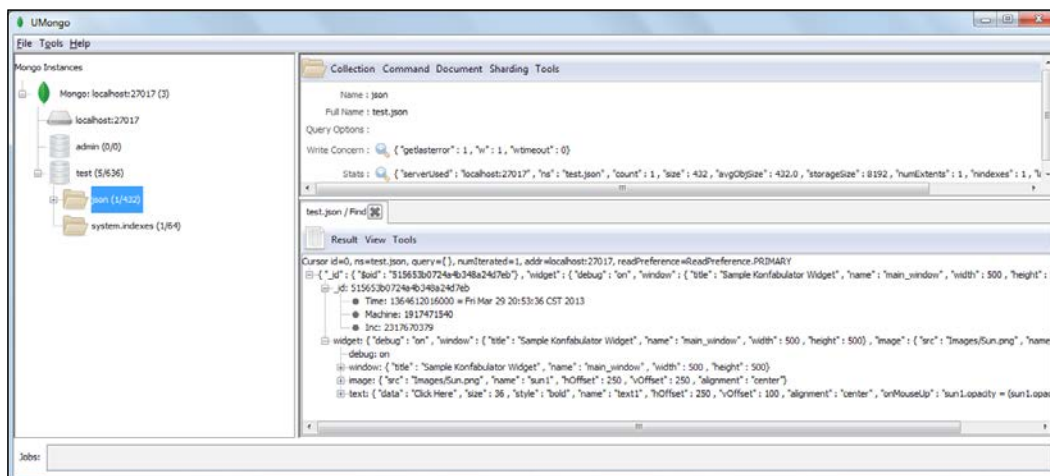 UMongo
File Tools Help
Mongo Instances
Mongo: localhost:27017 (3)
localhost:27017
admin (0/0)
test (5/636)
json (1/432)
system.indexes (1/64)
Collection Command Document Sharding Tools
Name : json
Full Name : test.json
Query Options :
Write Concern : { "getlasterror" : 1 , "w" : 1 , "wtimeout" : 0}
Stats : { "serverUsed" : "localhost:27017" , "ns" : "test.json" , "count" : 1 , "size" : 432 , "avgObjSize" : 432.0 , "storageSize" : 8192 , "numExtents" : 1 , "nindexes" : 1 ,
test.json / Find
Result View Tools
Cursor id=0, ns=test.json, query={ }, numIterated=1, addr=localhost:27017, readPreference=ReadPreference.PRIMARY
{ "_id" : { "$oid" : "515653b0724a4b348a24d7eb"} , "widget" : { "debug" : "on" , "window" : { "title" : "Sample Konfabulator Widget" , "name" : "main_window" , "width" : 500 , "height" :
_id: 515653b0724a4b348a24d7eb
Time: 1364612016000 = Fri Mar 29 20:53:36 CST 2013
Machine: 1917471540
Inc: 2317670379
widget: { "debug" : "on" , "window" : { "title" : "Sample Konfabulator Widget" , "name" : "main_window" , "width" : 500 , "height" : 500} , "image" : { "src" : "Images/Sun.png" , "name
debug: on
window: { "title" : "Sample Konfabulator Widget" , "name" : "main_window" , "width" : 500 , "height" : 500}
image: { "src" : "Images/Sun.png" , "name" : "sun1" , "hOffset" : 250 , "vOffset" : 250 , "alignment" : "center"}
text: { "data" : "Click Here" , "size" : 36 , "style" : "bold" , "name" : "text1" , "hOffset" : 250 , "vOffset" : 100 , "alignment" : "center" , "onMouseUp" : "sun1.opacity = (sun1.opa
Jobs: